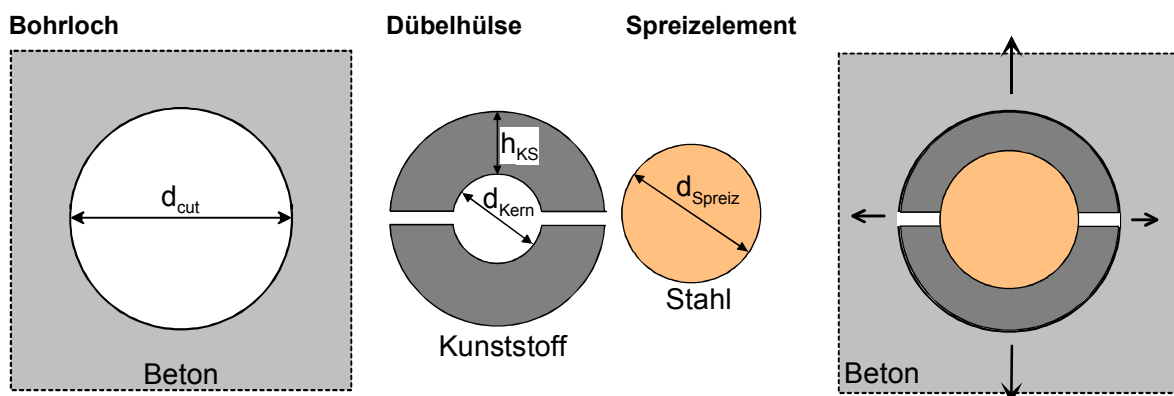 Bohrloch
Dübelhülse
Spreizelement
d_cut
h_KS
d_Kern
d_Spreiz
Stahl
Kunststoff
Beton
Beton